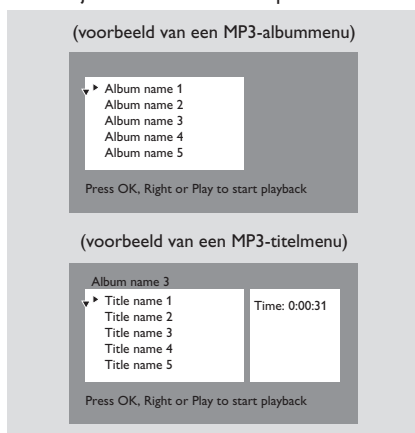 (voorbeeld van een MP3-albummenu)
Album name 1
Album name 2
Album name 3
Album name 4
Album name 5
Press OK, Right or Play to start playback
(voorbeeld van een MP3-titelmenu)
Album name 3
Title name 1
Title name 2
Title name 3
Title name 4
Title name 5
Time: 0:00:31
Press OK, Right or Play to start playback